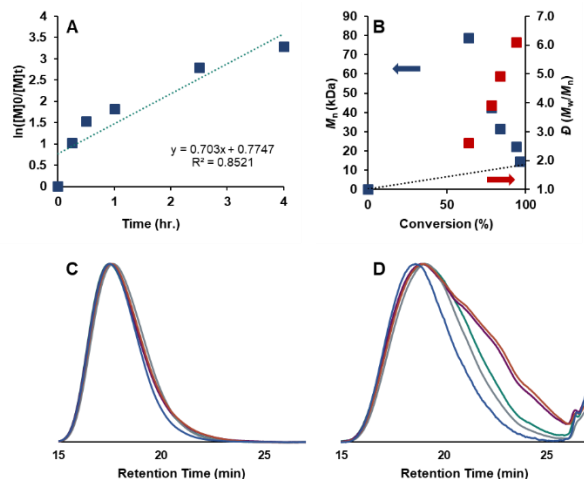 A
ln([M]0/[M]t)
4
3.5
3
2.5
2
1.5
1
0.5
0
y = 0.703x + 0.7747
R² = 0.8521
0 1 2 3 4
Time (hr.)
B
Mn (kDa)
90
80
70
60
50
40
30
20
10
0
7.0
6.0
5.0
4.0
3.0
2.0
1.0
Đ (Mw/Mn)
0 50 100
Conversion (%)
C
15 20 25
Retention Time (min)
D
15 20 25
Retention Time (min)